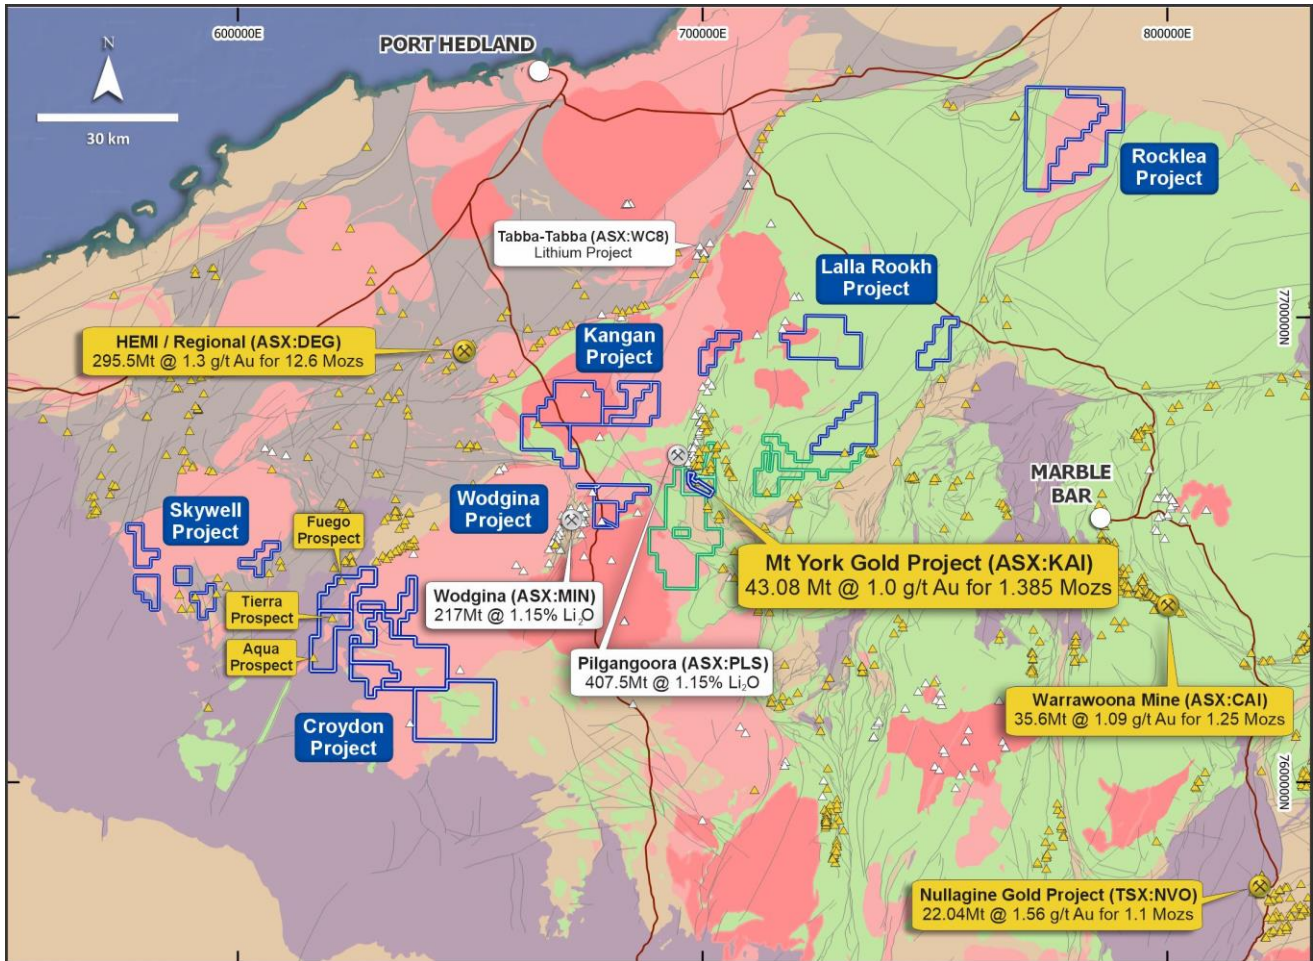 600000E
700000E
800000E
PORT HEDLAND
N
30 km
Rocklea
Project
Tabba-Tabba (ASX:WC8)
Lithium Project
Lalla Rookh
Project
7700000N
HEMI / Regional (ASX:DEG)
295.5Mt @ 1.3 g/t Au for 12.6 Mozs
Kangan
Project
MARBLE
BAR
Skywell
Project
Wodgina
Project
Fuego
Prospect
Mt York Gold Project (ASX:KAI)
43.08 Mt @ 1.0 g/t Au for 1.385 Mozs
Tierra
Prospect
Wodgina (ASX:MIN)
217Mt @ 1.15% Li₂O
Aqua
Prospect
Pilgangoora (ASX:PLS)
407.5Mt @ 1.15% Li₂O
Warrawoona Mine (ASX:CAI)
35.6Mt @ 1.09 g/t Au for 1.25 Mozs
Croydon
Project
7600000N
Nullagine Gold Project (TSX:NVO)
22.04Mt @ 1.56 g/t Au for 1.1 Mozs